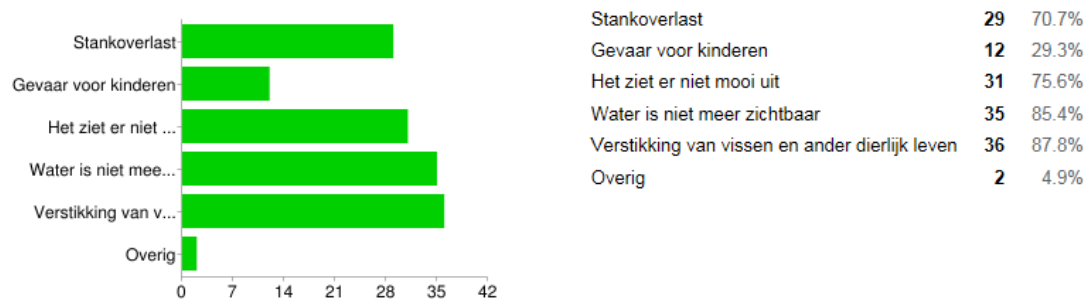 Stankoverlast
Gevaar voor kinderen
Het ziet er niet ...
Water is niet mee...
Verstikking van v...
Overig
0 7 14 21 28 35 42
Stankoverlast 29 70.7%
Gevaar voor kinderen 12 29.3%
Het ziet er niet mooi uit 31 75.6%
Water is niet meer zichtbaar 35 85.4%
Verstikking van vissen en ander dierlijk leven 36 87.8%
Overig 2 4.9%